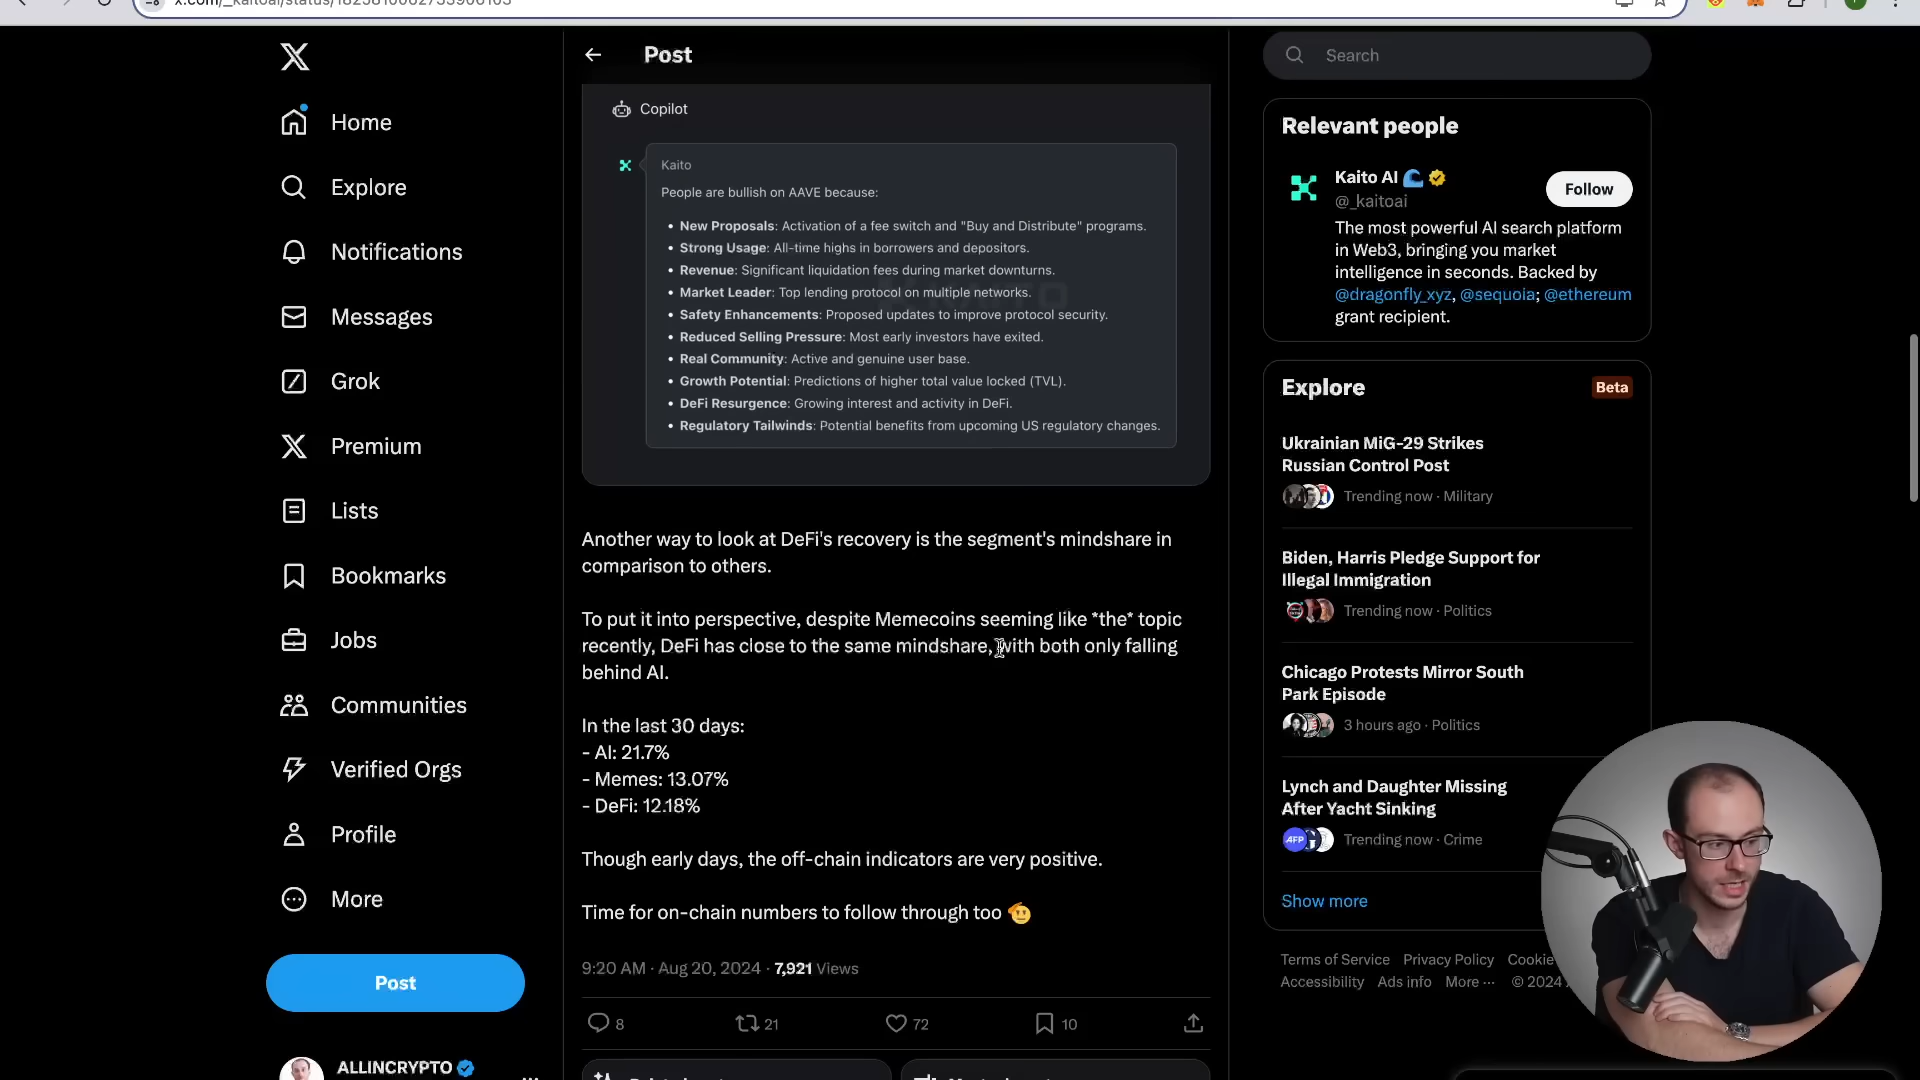 Post
Search
Home
Explore
Notifications
Messages
Grok
Premium
Lists
Bookmarks
Jobs
Communities
Verified Orgs
Profile
More
Post
ALLINCRYPTO
Copilot
Kaito
People are bullish on AAVE because:
• New Proposals: Activation of a fee switch and "Buy and Distribute" programs.
• Strong Usage: All-time highs in borrowers and depositors.
• Revenue: Significant liquidation fees during market downturns.
• Market Leader: Top lending protocol on multiple networks.
• Safety Enhancements: Proposed updates to improve protocol security.
• Reduced Selling Pressure: Most early investors have exited.
• Real Community: Active and genuine user base.
• Growth Potential: Predictions of higher total value locked (TVL).
• DeFi Resurgence: Growing interest and activity in DeFi.
• Regulatory Tailwinds: Potential benefits from upcoming US regulatory changes.
Another way to look at DeFi's recovery is the segment's mindshare in
comparison to others.
To put it into perspective, despite Memecoins seeming like *the* topic
recently, DeFi has close to the same mindshare, with both only falling
behind AI.
In the last 30 days:
- AI: 21.7%
- Memes: 13.07%
- DeFi: 12.18%
Though early days, the off-chain indicators are very positive.
Time for on-chain numbers to follow through too 🫡
9:20 AM · Aug 20, 2024 · 7,921 Views
8 21 72 10
Relevant people
Kaito AI 🌊
@_kaitoai
Follow
The most powerful AI search platform
in Web3, bringing you market
intelligence in seconds. Backed by
@dragonfly_xyz, @sequoia; @ethereum
grant recipient.
Explore
Beta
Ukrainian MiG-29 Strikes
Russian Control Post
Trending now · Military
Biden, Harris Pledge Support for
Illegal Immigration
Trending now · Politics
Chicago Protests Mirror South
Park Episode
3 hours ago · Politics
Lynch and Daughter Missing
After Yacht Sinking
AFP
Trending now · Crime
Show more
Terms of Service Privacy Policy Cookie
Accessibility Ads info More ··· © 2024